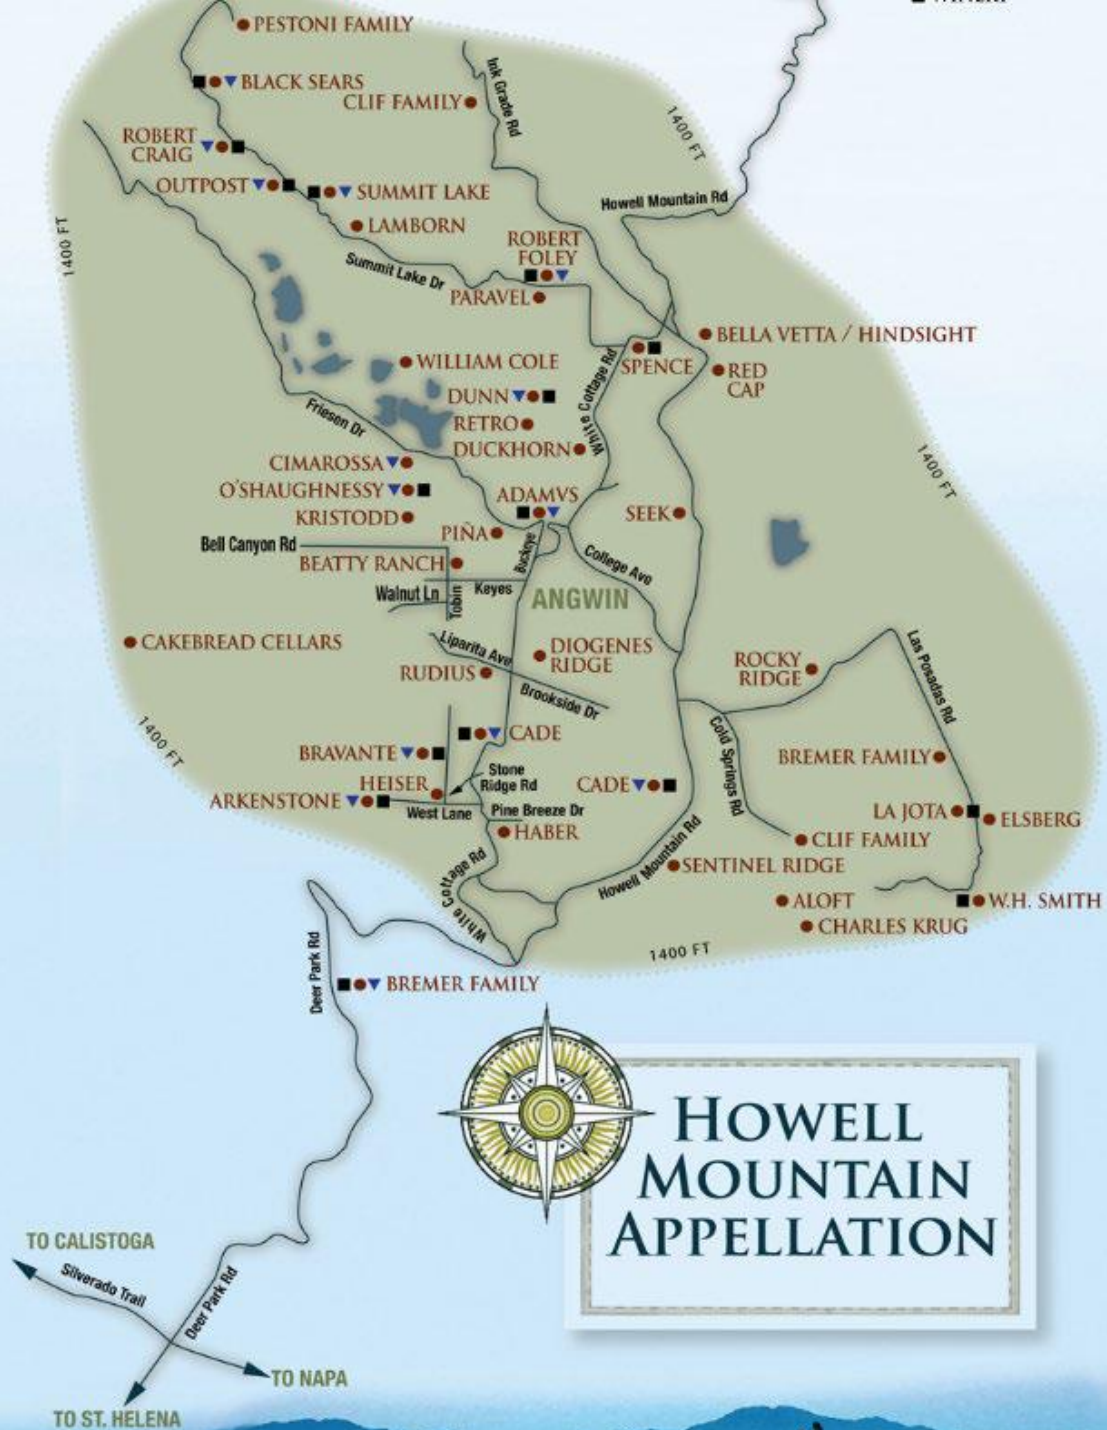 WINERY
PESTONI FAMILY
BLACK SEARS
CLIF FAMILY
Ink Grade Rd
1400 FT
ROBERT
CRAIG
OUTPOST
SUMMIT LAKE
Howell Mountain Rd
LAMBORN
1400 FT
ROBERT
FOLEY
Summit Lake Dr
PARAVEL
BELLA VETTA / HINDSIGHT
WILLIAM COLE
SPENCE
RED
CAP
White Cottage Rd
DUNN
Friesen Dr
RETRO
DUCKHORN
1400 FT
CIMAROSSA
O'SHAUGHNESSY
ADAMVS
KRISTODD
SEEK
PIÑA
Bell Canyon Rd
Buckeye
College Ave
BEATTY RANCH
Walnut Ln
Tobin
Keyes
ANGWIN
CAKEBREAD CELLARS
Liparita Ave
DIOGENES
RIDGE
ROCKY
RIDGE
Las Posadas Rd
RUDIUS
Brookside Dr
1400 FT
CADE
Cold Springs Rd
BRAVANTE
BREMER FAMILY
Stone
Ridge Rd
HEISER
CADE
ARKENSTONE
West Lane
Pine Breeze Dr
LA JOTA
ELSBERG
HABER
CLIF FAMILY
Howell Mountain Rd
SENTINEL RIDGE
White Cottage Rd
ALOFT
W.H. SMITH
CHARLES KRUG
1400 FT
Deer Park Rd
BREMER FAMILY
HOWELL
MOUNTAIN
APPELLATION
TO CALISTOGA
Silverado Trail
Deer Park Rd
TO NAPA
TO ST. HELENA